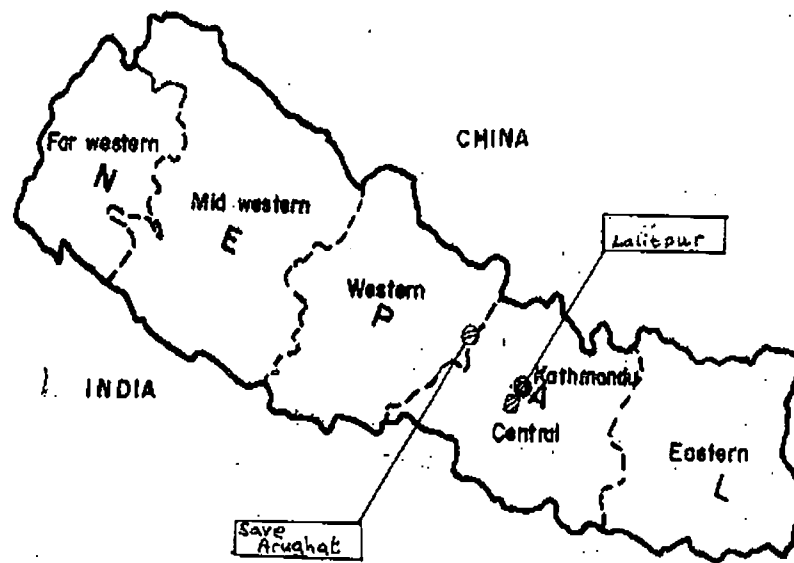 CHINA
Far western
N
Mid western
E
Lalitpur
Western
P
INDIA
Kathmandu
A
Central
Eastern
L
Save
Arughat